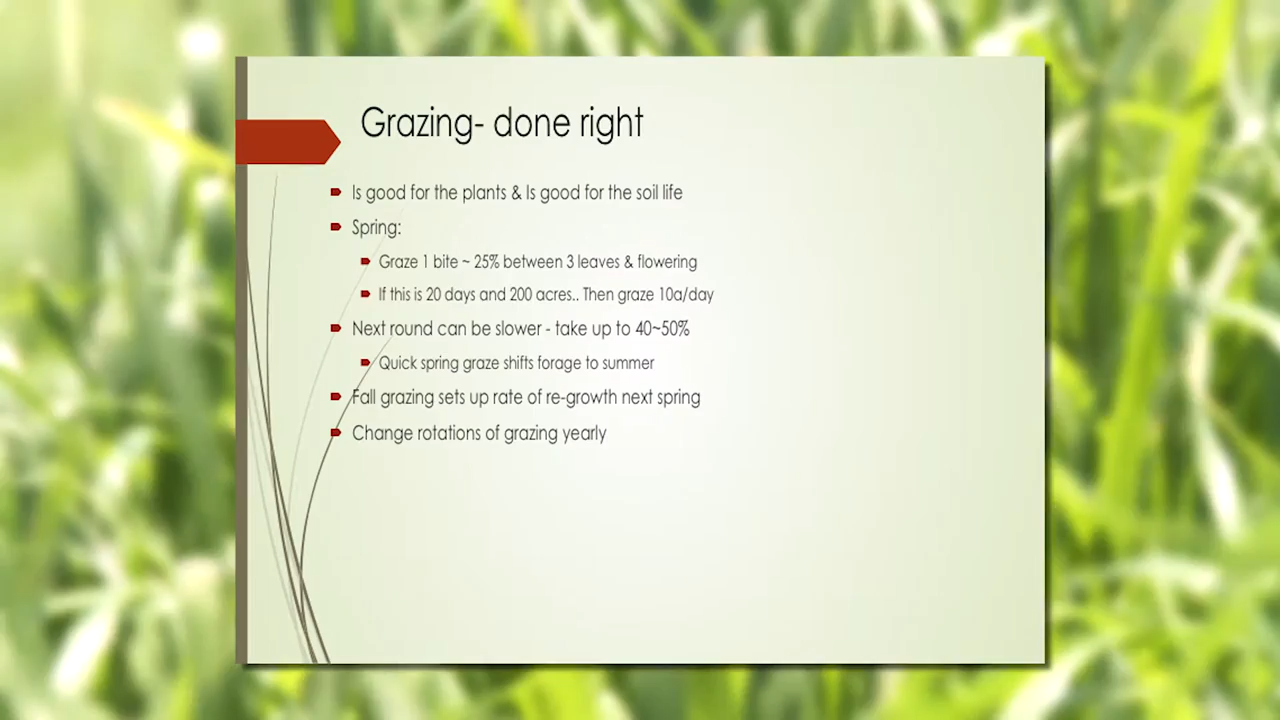 Grazing- done right
Is good for the plants & Is good for the soil life
Spring:
Graze 1 bite ~ 25% between 3 leaves & flowering
If this is 20 days and 200 acres.. Then graze 10a/day
Next round can be slower - take up to 40~50%
Quick spring graze shifts forage to summer
Fall grazing sets up rate of re-growth next spring
Change rotations of grazing yearly